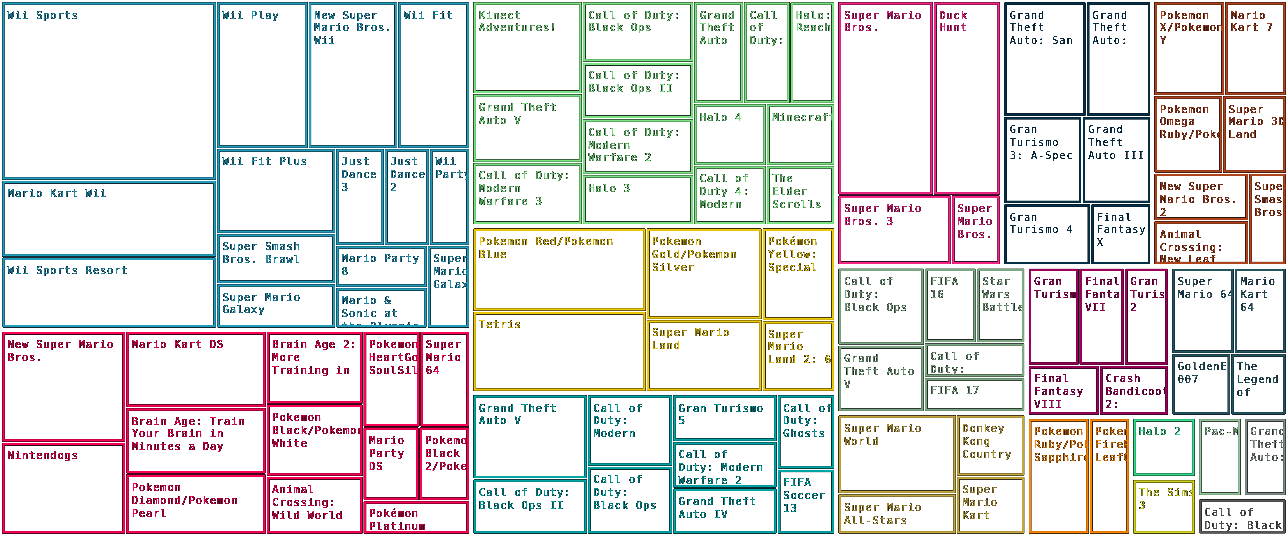 Wii Sports
Mario Kart Wii
Wii Sports Resort
Wii Play
New Super
Mario Bros.
Wii
Wii Fit
Wii Fit Plus
Just
Dance
3
Just
Dance
2
Wii
Party
Super Smash
Bros. Brawl
Super Mario
Galaxy
Mario Party
8
Mario &
Sonic at
Super
Mario
Galax
New Super Mario
Bros.
Nintendogs
Mario Kart DS
Brain Age: Train
Your Brain in
Minutes a Day
Pokemon
Diamond/Pokemon
Pearl
Brain Age 2:
More
Training in
Pokemon
Black/Pokemon
White
Animal
Crossing:
Wild World
Pokemon
HeartGo
SoulSil
Super
Mario
64
Mario
Party
DS
Pokemo
Black
2/Poke
Pokémon
Platinum
Kinect
Adventures!
Grand Theft
Auto V
Call of Duty:
Modern
Warfare 3
Call of Duty:
Black Ops
Call of Duty:
Black Ops II
Call of Duty:
Modern
Warfare 2
Halo 3
Grand
Theft
Auto
Call
of
Duty:
Halo:
Reach
Halo 4
Minecraft
Call of
Duty 4:
Modern
The
Elder
Scrolls
Pokemon Red/Pokemon
Blue
Tetris
Pokemon
Gold/Pokemon
Silver
Pokémon
Yellow:
Special
Super Mario
Land
Super
Mario
Land 2: 6
Grand Theft
Auto V
Call of Duty:
Black Ops II
Call of
Duty:
Modern
Call of
Duty:
Black Ops
Gran Turismo
5
Call of
Duty: Modern
Warfare 2
Grand Theft
Auto IV
Call of
Duty:
Ghosts
FIFA
Soccer
13
Super Mario
Bros.
Duck
Hunt
Super Mario
Bros. 3
Super
Mario
Bros.
Grand
Theft
Auto: San
Grand
Theft
Auto:
Gran
Turismo
3: A-Spec
Grand
Theft
Auto III
Gran
Turismo 4
Final
Fantasy
X
Pokemon
X/Pokemon
Y
Mario
Kart 7
Pokemon
Omega
Ruby/Poke
Super
Mario 3D
Land
New Super
Mario Bros.
2
Animal
Crossing:
New Leaf
Supe
Smas
Bros
Call of
Duty:
Black Ops
Grand
Theft Auto
V
FIFA
16
Star
Wars
Battle
Call of
Duty:
FIFA 17
Gran
Turism
Final
Fanta
VII
Gran
Turis
2
Final
Fantasy
VIII
Crash
Bandicoot
2:
Super
Mario 64
Mario
Kart
64
GoldenE
007
The
Legend
of
Super Mario
World
Super Mario
All-Stars
Donkey
Kong
Country
Super
Mario
Kart
Pokemon
Ruby/Po
Sapphire
Poke
Fire
Leaf
Halo 2
The Sims
3
Pac-M
Grand
Theft
Auto:
Call of
Duty: Black